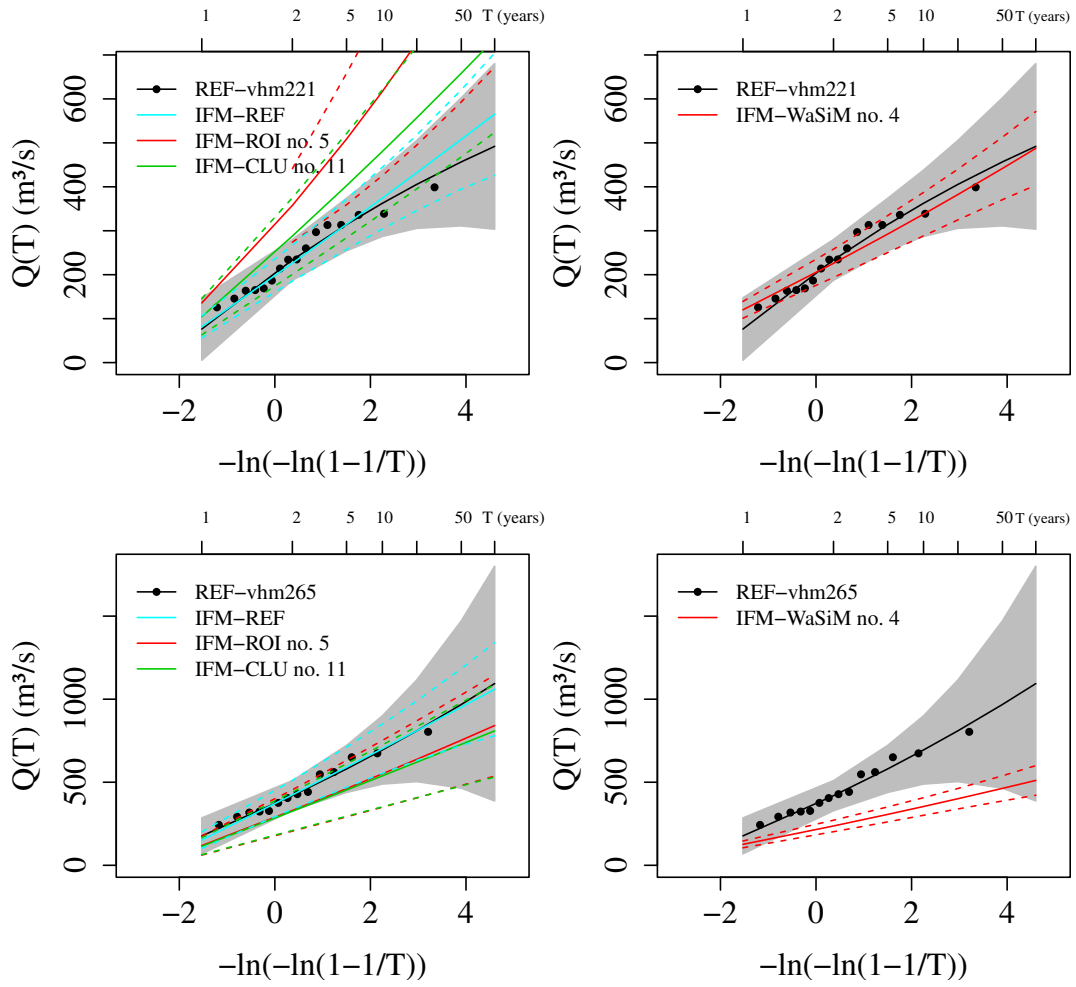 1 2 5 10 50 T (years)
REF−vhm221
IFM−REF
IFM−ROI no. 5
IFM−CLU no. 11
Q(T) (m³/s)
0 200 400 600
−2 0 2 4
−ln(−ln(1−1/T))
1 2 5 10 50 T (years)
REF−vhm221
IFM−WaSiM no. 4
Q(T) (m³/s)
0 200 400 600
−2 0 2 4
−ln(−ln(1−1/T))
1 2 5 10 50 T (years)
REF−vhm265
IFM−REF
IFM−ROI no. 5
IFM−CLU no. 11
Q(T) (m³/s)
0 500 1000
−2 0 2 4
−ln(−ln(1−1/T))
1 2 5 10 50 T (years)
REF−vhm265
IFM−WaSiM no. 4
Q(T) (m³/s)
0 500 1000
−2 0 2 4
−ln(−ln(1−1/T))